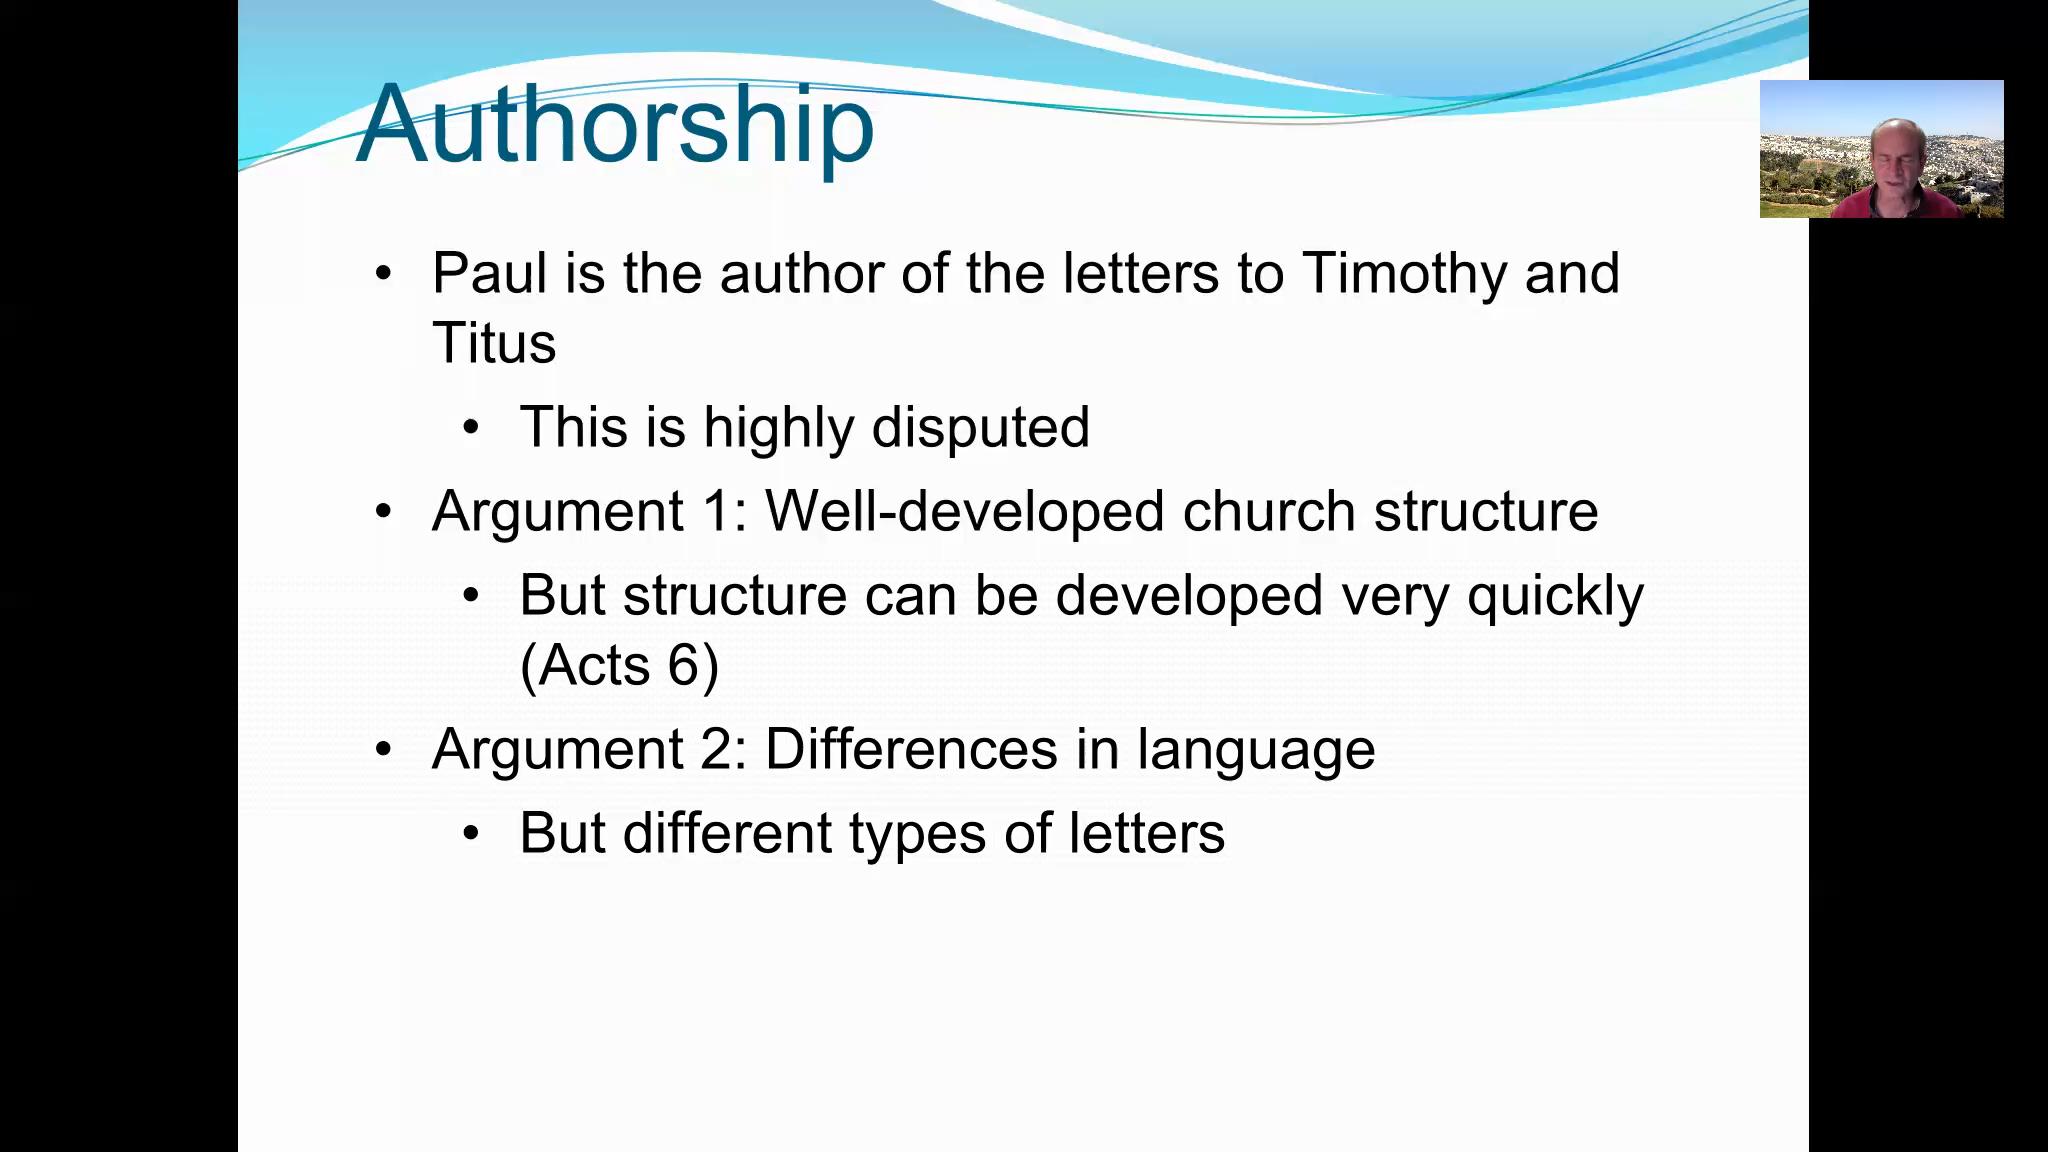 Authorship
• Paul is the author of the letters to Timothy and
Titus
• This is highly disputed
• Argument 1: Well-developed church structure
• But structure can be developed very quickly
(Acts 6)
• Argument 2: Differences in language
• But different types of letters